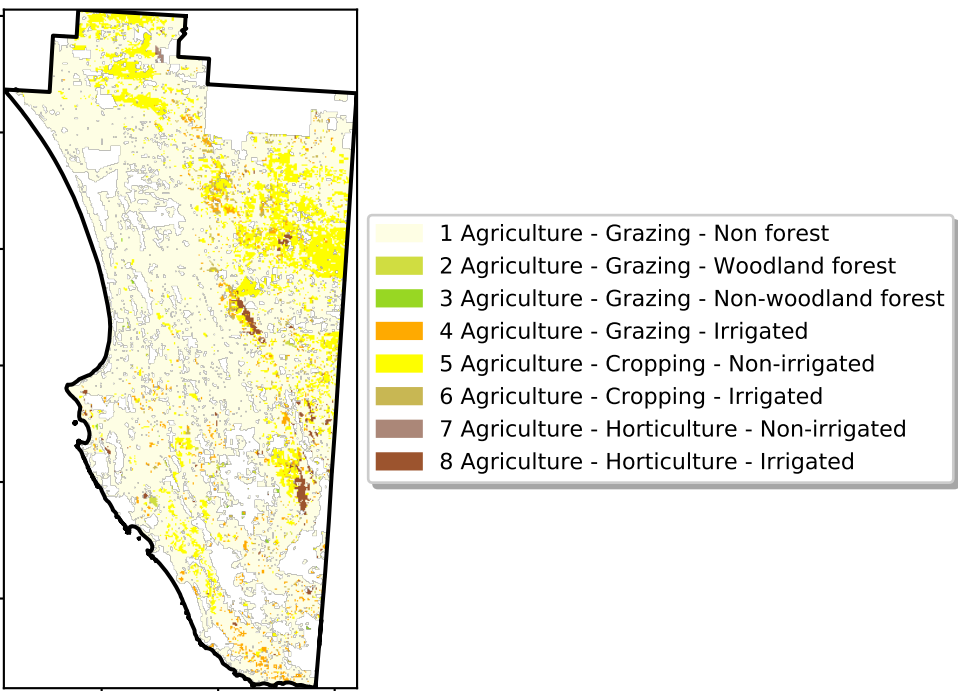 1 Agriculture - Grazing - Non forest
2 Agriculture - Grazing - Woodland forest
3 Agriculture - Grazing - Non-woodland forest
4 Agriculture - Grazing - Irrigated
5 Agriculture - Cropping - Non-irrigated
6 Agriculture - Cropping - Irrigated
7 Agriculture - Horticulture - Non-irrigated
8 Agriculture - Horticulture - Irrigated